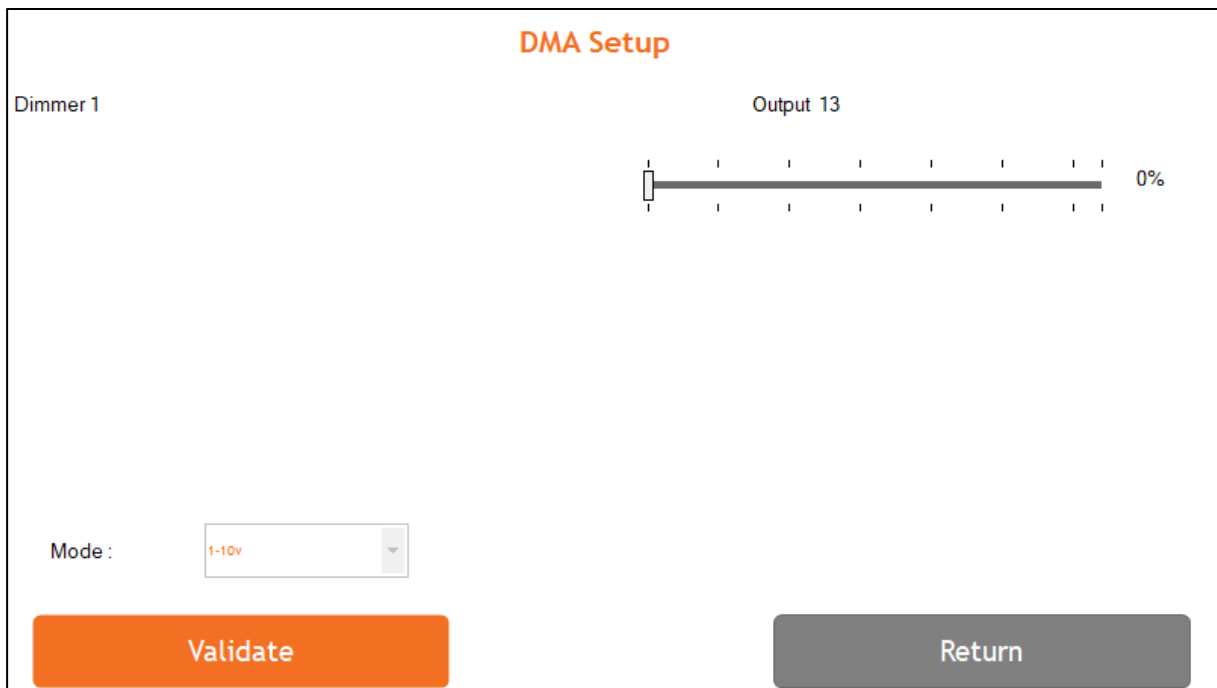 DMA Setup
Dimmer 1
Output 13
0%
Mode :
1-10v
Validate
Return